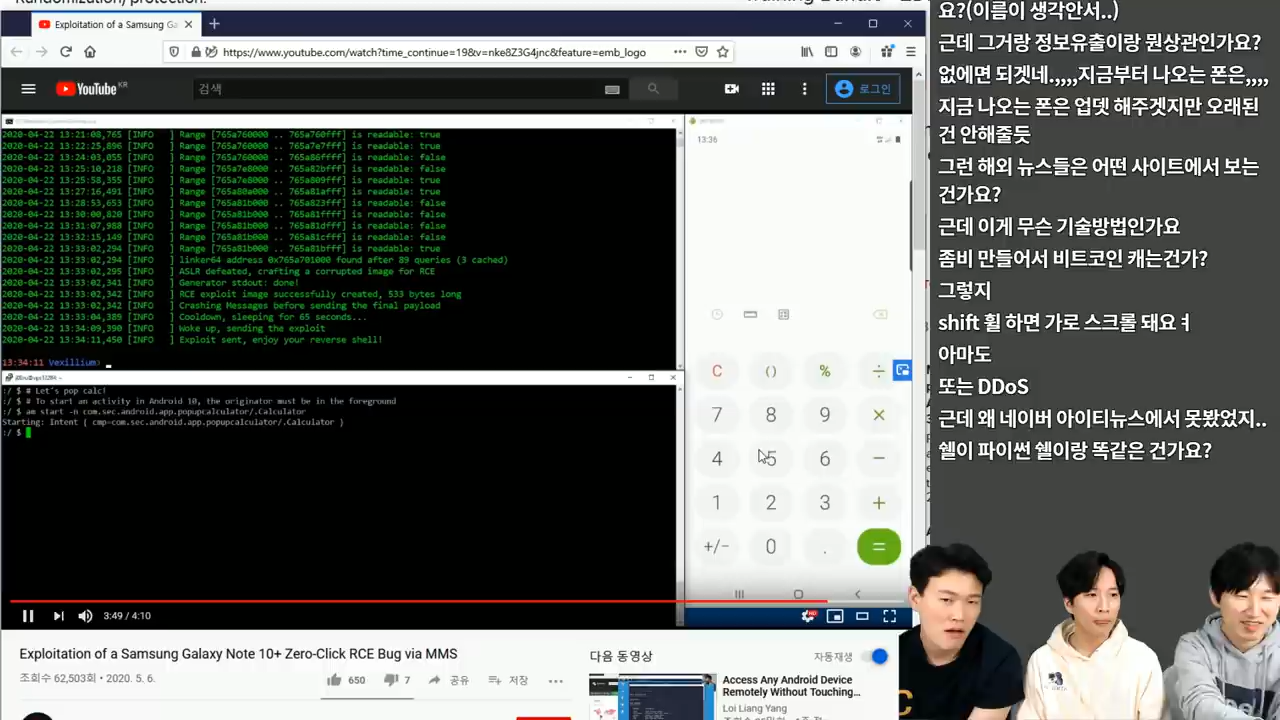 Randomization) protection.
Exploitation of a Samsung Ga
https://www.youtube.com/watch?time_continue=19&v=nke8Z3G4jnc&feature=emb_logo
YouTube KR
검색
로그인
2020-04-22 13:21:08,765 [INFO ] Range [765a760000 .. 765a760fff] is readable: true
2020-04-22 13:22:25,896 [INFO ] Range [765a760000 .. 765a7e7fff] is readable: true
2020-04-22 13:24:03,055 [INFO ] Range [765a760000 .. 765a86ffff] is readable: false
2020-04-22 13:25:10,218 [INFO ] Range [765a7e8000 .. 765a82bfff] is readable: false
2020-04-22 13:25:58,355 [INFO ] Range [765a7e8000 .. 765a809fff] is readable: true
2020-04-22 13:27:16,491 [INFO ] Range [765a80a000 .. 765a81afff] is readable: true
2020-04-22 13:28:53,653 [INFO ] Range [765a81b000 .. 765a823fff] is readable: false
2020-04-22 13:30:00,820 [INFO ] Range [765a81b000 .. 765a81ffff] is readable: false
2020-04-22 13:31:07,988 [INFO ] Range [765a81b000 .. 765a81dfff] is readable: false
2020-04-22 13:32:15,149 [INFO ] Range [765a81b000 .. 765a81cfff] is readable: false
2020-04-22 13:33:02,294 [INFO ] Range [765a81b000 .. 765a81bfff] is readable: true
2020-04-22 13:33:02,294 [INFO ] linker64 address 0x765a701000 found after 89 queries (3 cached)
2020-04-22 13:33:02,295 [INFO ] ASLR defeated, crafting a corrupted image for RCE
2020-04-22 13:33:02,341 [INFO ] Generator stdout: done!
2020-04-22 13:33:02,342 [INFO ] RCE exploit image successfully created, 533 bytes long
2020-04-22 13:33:02,342 [INFO ] Crashing Messages before sending the final payload
2020-04-22 13:33:04,389 [INFO ] Cooldown, sleeping for 65 seconds...
2020-04-22 13:34:09,390 [INFO ] Woke up, sending the exploit
2020-04-22 13:34:11,450 [INFO ] Exploit sent, enjoy your reverse shell!
13:34:11 Vexillium>
:/ $ # Let's pop calc!
:/ $ # To start an activity in Android 10, the originator must be in the foreground
:/ $ am start -n com.sec.android.app.popupcalculator/.Calculator
Starting: Intent { cmp=com.sec.android.app.popupcalculator/.Calculator }
:/ $
13:36
C () % ÷
7 8 9 ×
4 5 6 −
1 2 3 +
+/− 0 . =
3:49 / 4:10
HD
Exploitation of a Samsung Galaxy Note 10+ Zero-Click RCE Bug via MMS
조회수 62,503회 • 2020. 5. 6.
650
7
공유
저장
다음 동영상
자동재생
Access Any Android Device
Remotely Without Touching...
Loi Liang Yang
요?(이름이 생각안서..)
근데 그거랑 정보유출이랑 뭔상관인가요?
없에면 되겟네.,,,,지금부터 나오는 폰은,,,,
지금 나오는 폰은 업뎃 해주겠지만 오래된
건 안해줄듯
그런 해외 뉴스들은 어떤 사이트에서 보는
건가요?
근데 이게 무슨 기술방법인가요
좀비 만들어서 비트코인 캐는건가?
그렇지
shift 휠 하면 가로 스크롤 돼요ㅕ
아마도
또는 DDoS
근데 왜 네이버 아이티뉴스에서 못봤었지..
쉘이 파이썬 쉘이랑 똑같은 건가요?